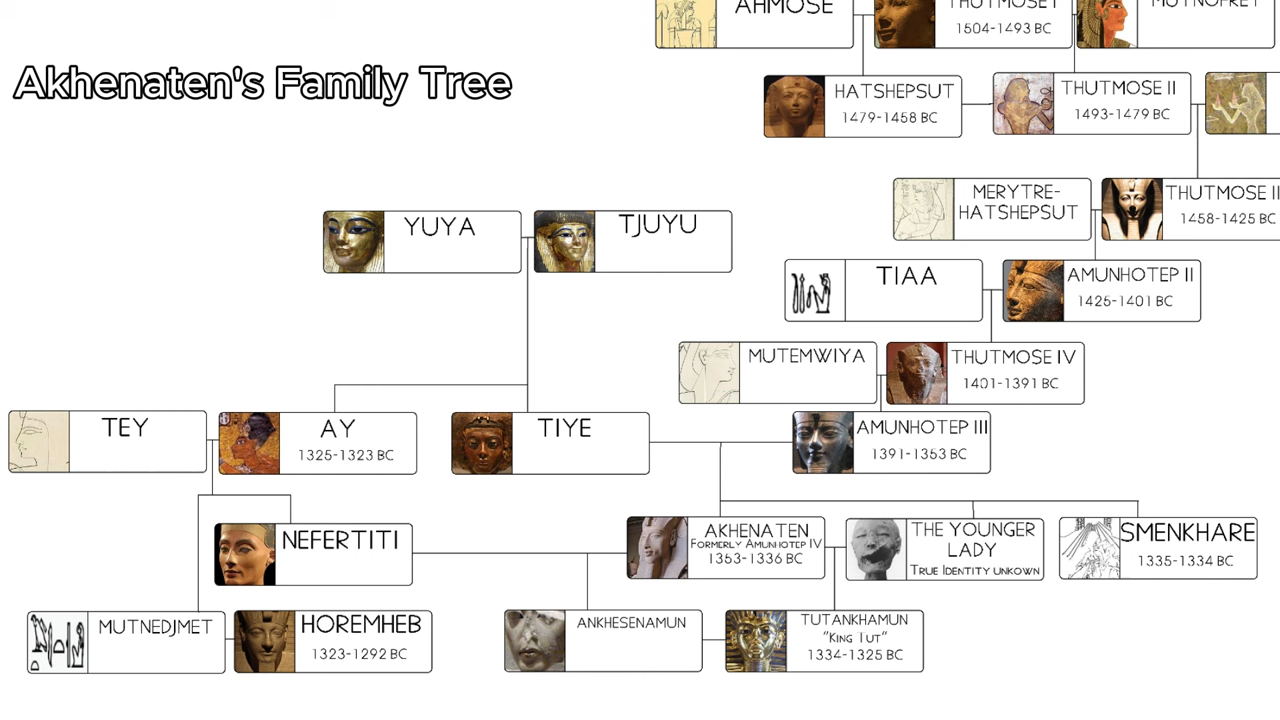 AHMOSE
THUTMOSE I
1504-1493 BC
MUTNOFRET
Akhenaten's Family Tree
HATSHEPSUT
1479-1458 BC
THUTMOSE II
1493-1479 BC
MERYTRE-
HATSHEPSUT
THUTMOSE II
1458-1425 BC
YUYA
TJUYU
TIAA
AMUNHOTEP II
1425-1401 BC
MUTEMWIYA
THUTMOSE IV
1401-1391 BC
TEY
AY
1325-1323 BC
TIYE
AMUNHOTEP III
1391-1353 BC
NEFERTITI
AKHENATEN
FORMERLY AMUNHOTEP IV
1353-1336 BC
THE YOUNGER
LADY
TRUE IDENTITY UNKOWN
SMENKHARE
1335-1334 BC
MUTNEDJMET
HOREMHEB
1323-1292 BC
ANKHESENAMUN
TUTANKHAMUN
"KING TUT"
1334-1325 BC